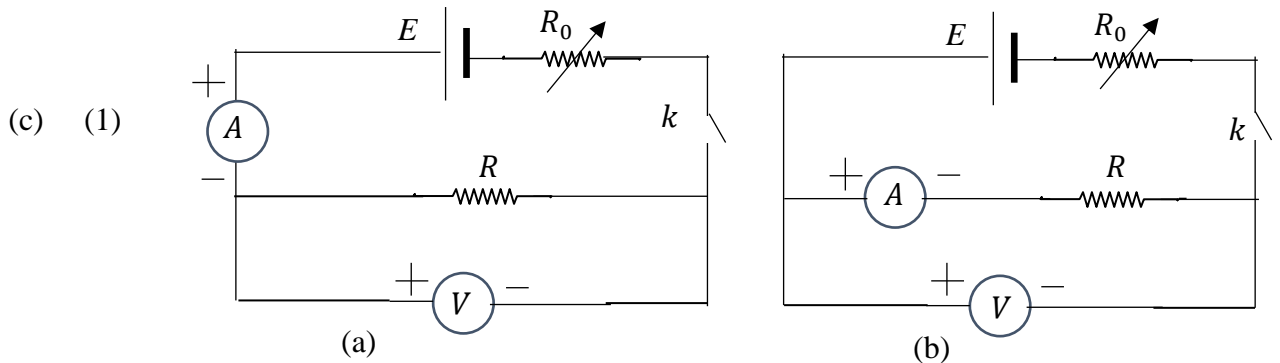 E R₀ E R₀
+
(c) (1) A k k
− R + − R
A
+ V − + V −
(a) (b)